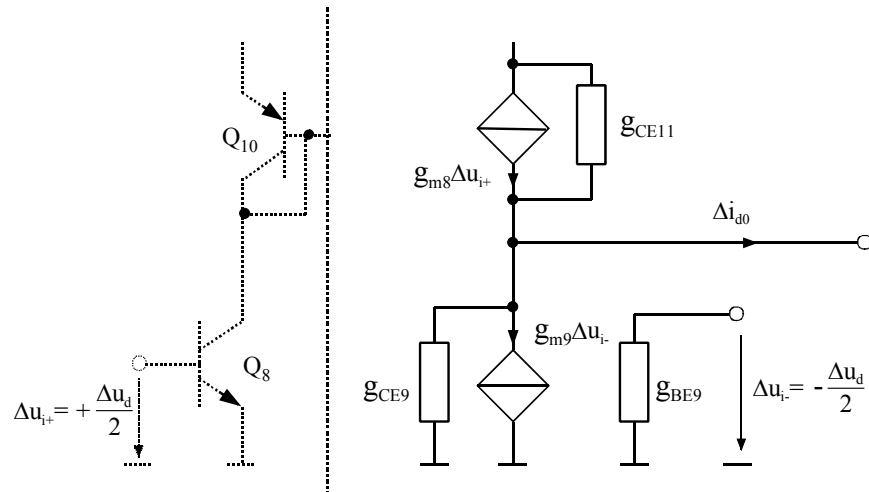 Q10
gCE11
gm8Δui+
Δid0
Q8
gm9Δui-
gCE9
gBE9
Δui+= + Δud/2
Δui-= - Δud/2